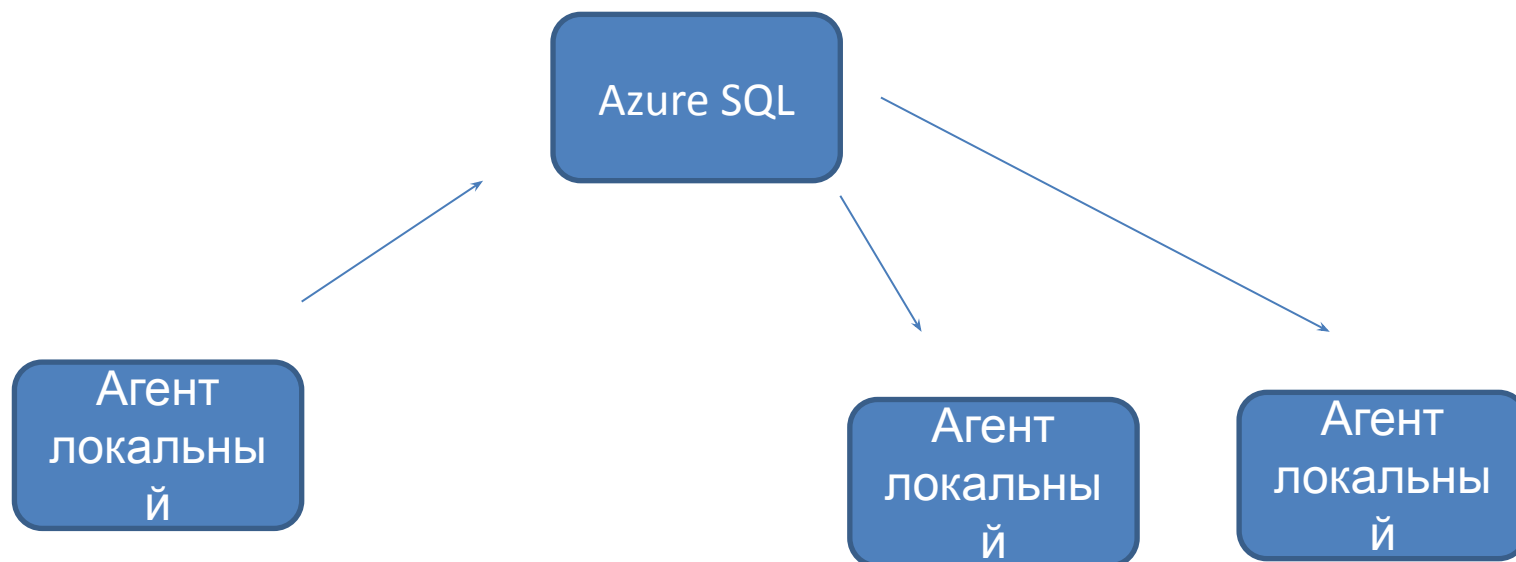 Azure SQL
Агент
локальны
й
Агент
локальны
й
Агент
локальны
й